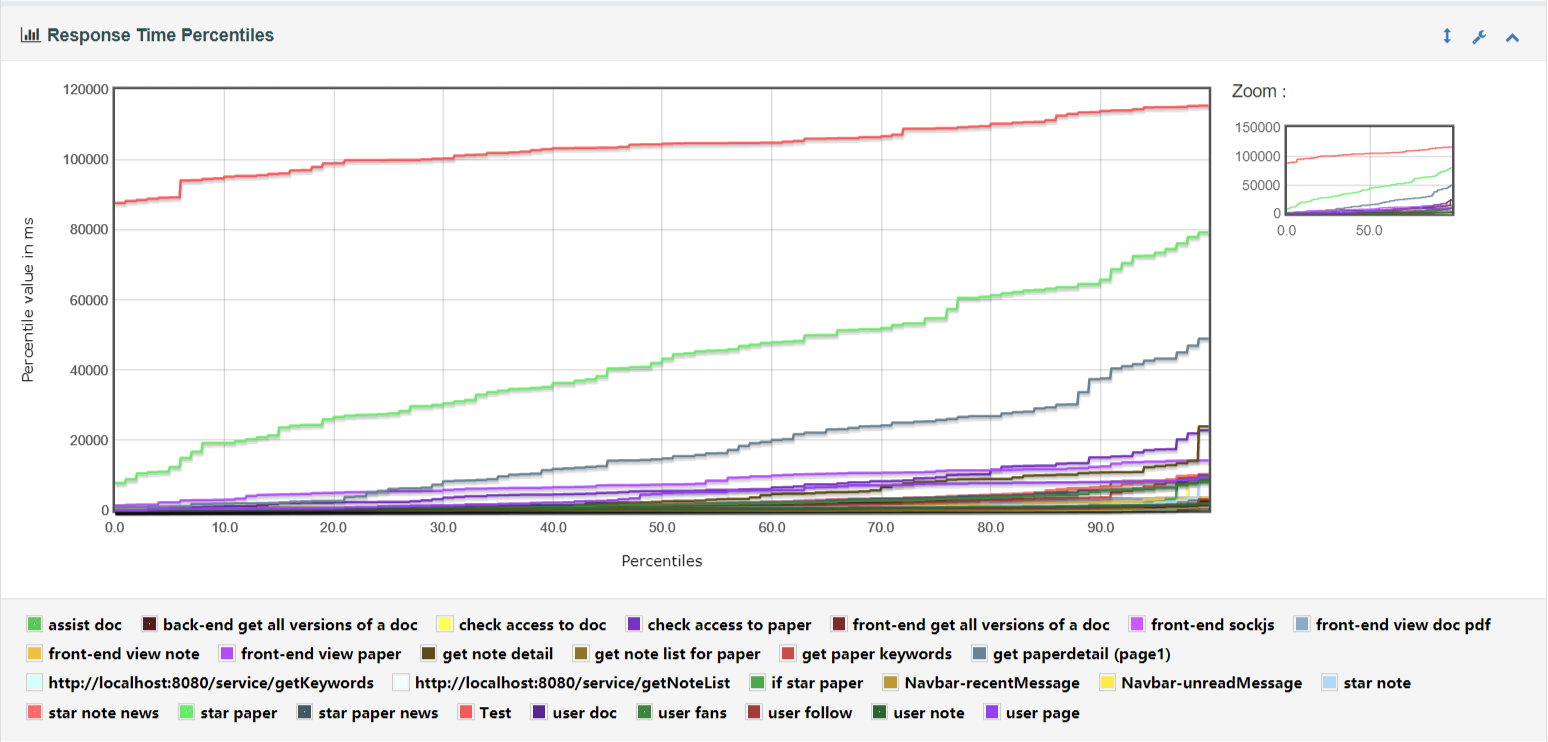 Response Time Percentiles
120000
100000
80000
60000
40000
20000
0
Percentile value in ms
0.0 10.0 20.0 30.0 40.0 50.0 60.0 70.0 80.0 90.0
Percentiles
Zoom :
150000
100000
50000
0
0.0 50.0
assist doc back-end get all versions of a doc check access to doc check access to paper front-end get all versions of a doc front-end sockjs front-end view doc pdf
front-end view note front-end view paper get note detail get note list for paper get paper keywords get paperdetail (page1)
http://localhost:8080/service/getKeywords http://localhost:8080/service/getNoteList if star paper Navbar-recentMessage Navbar-unreadMessage star note
star note news star paper star paper news Test user doc user fans user follow user note user page